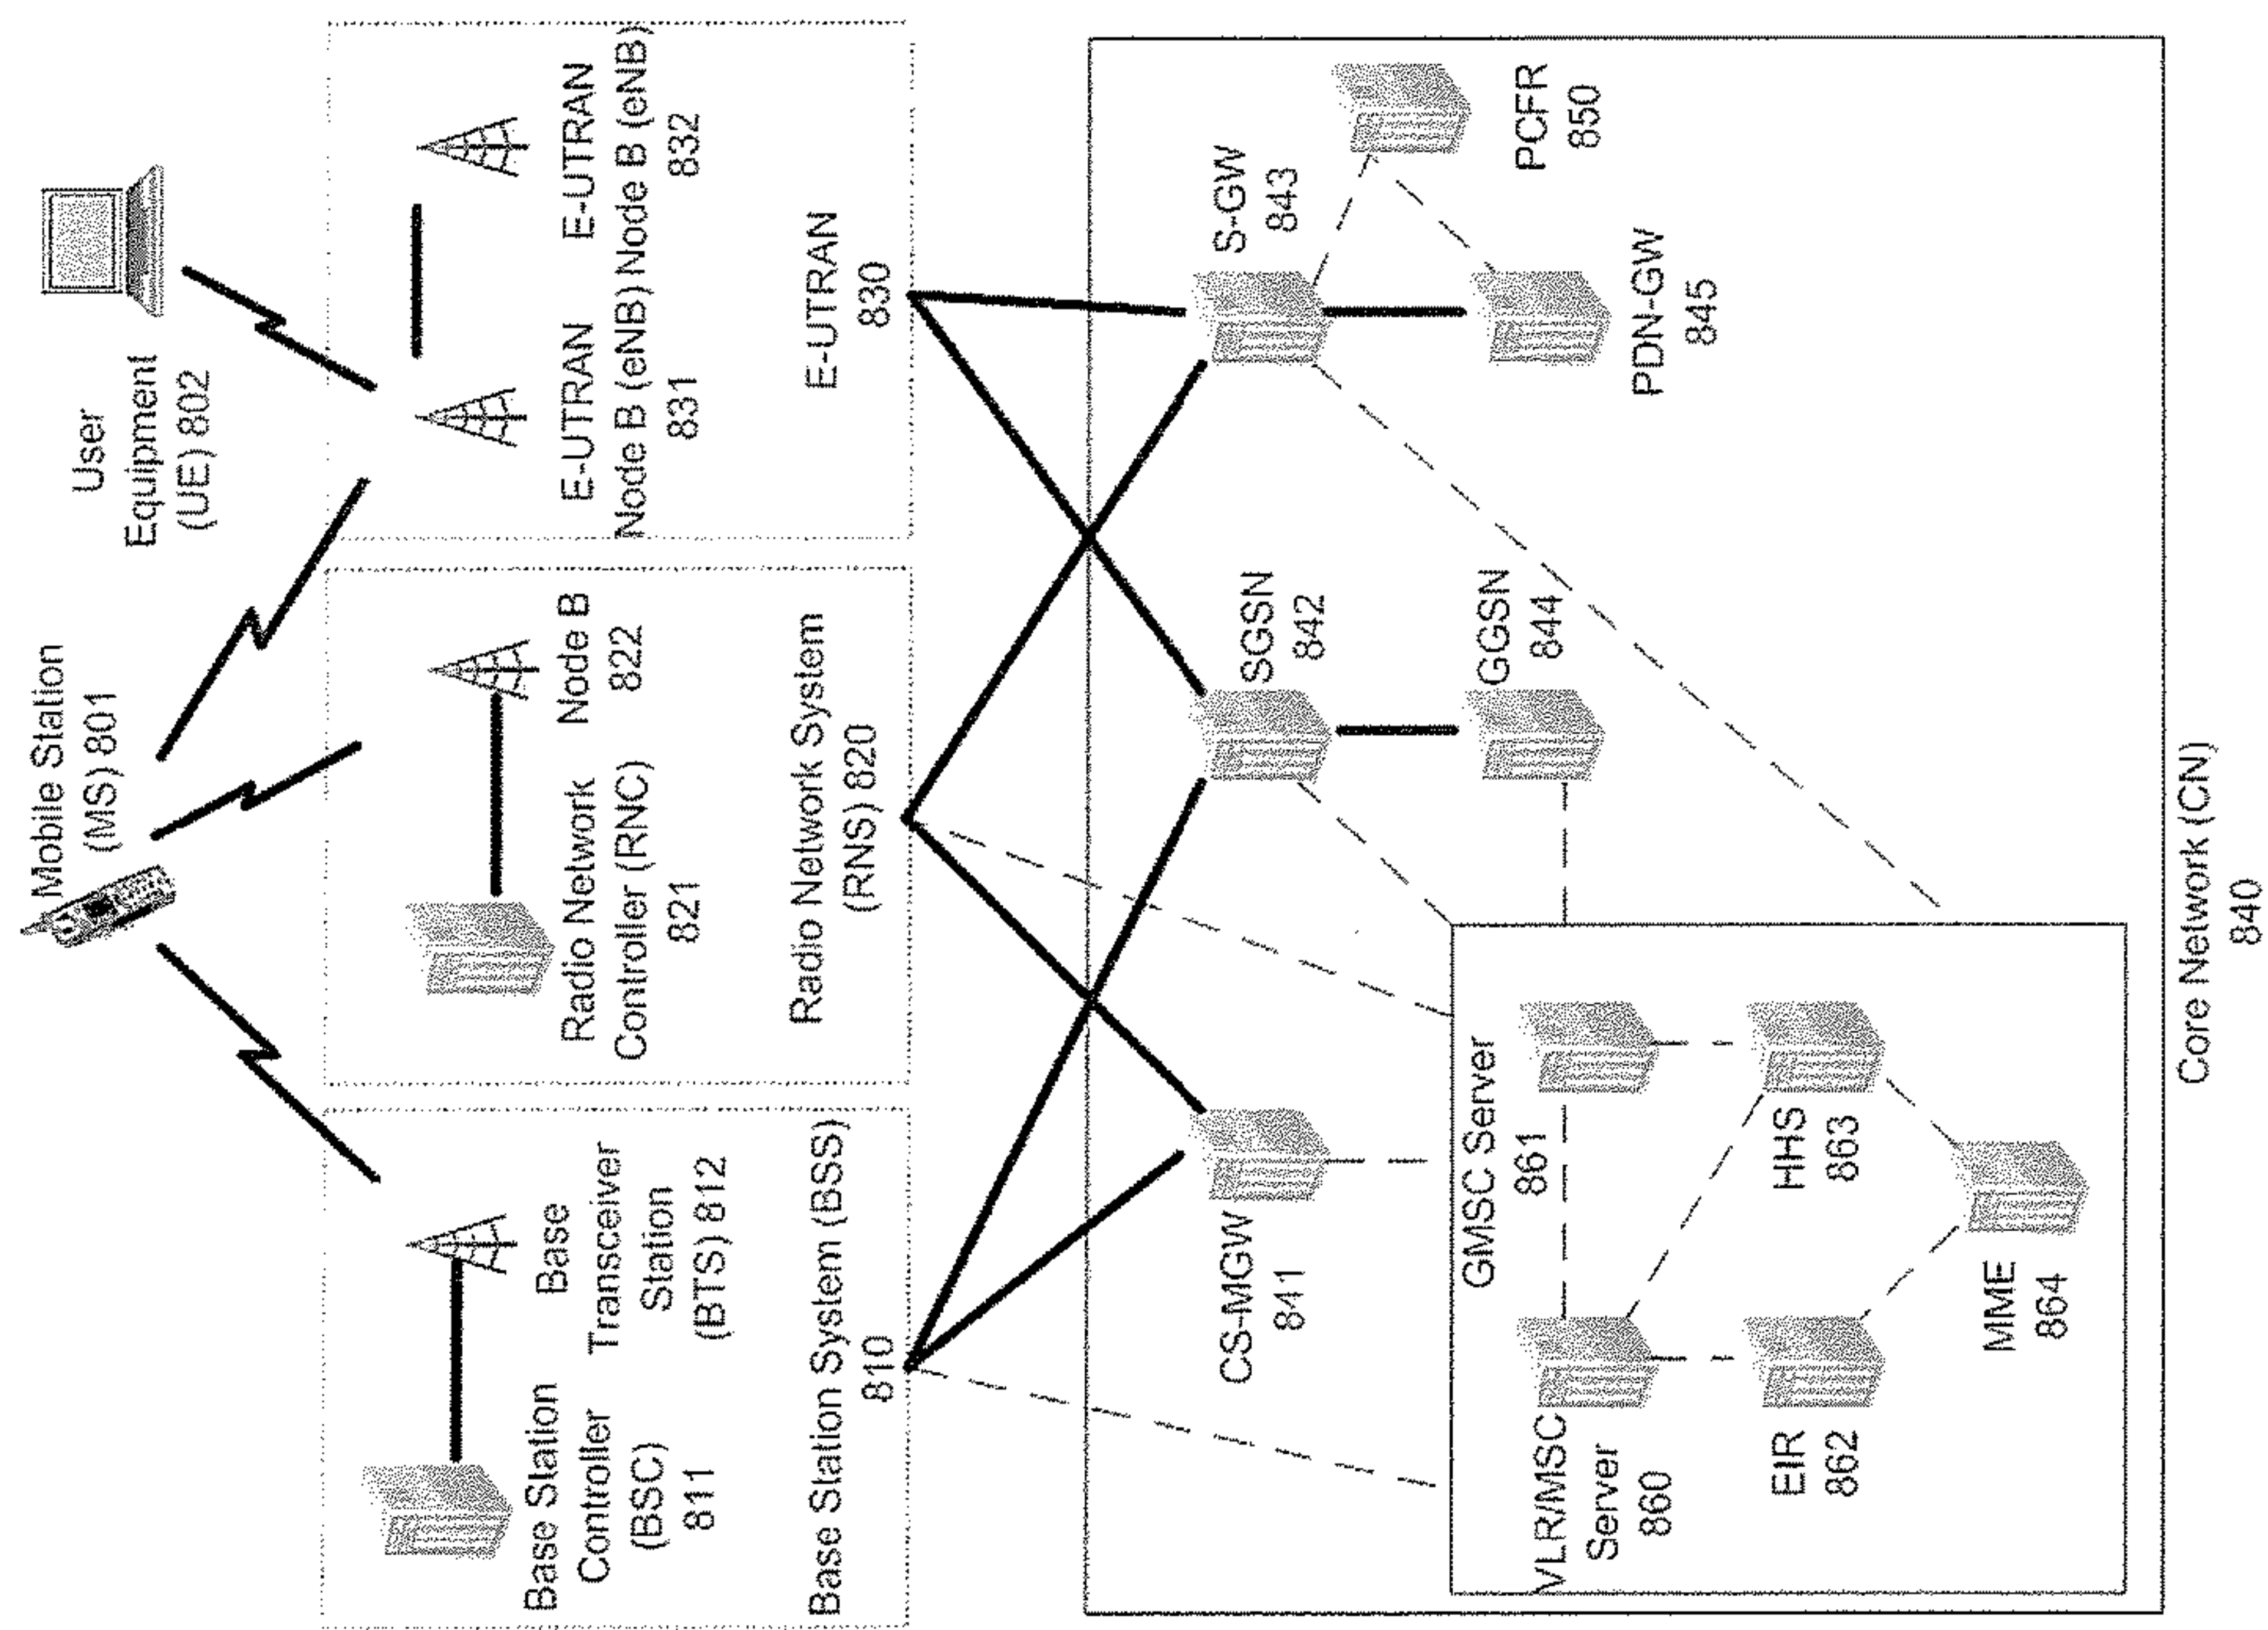 Mobile Station
(MS) 801
User
Equipment
(UE) 802
Base Station
Controller
(BSC)
811
Base
Transceiver
Station
(BTS) 812
Base Station System (BSS)
810
Radio Network
Controller (RNC)
821
Node B
822
Radio Network System
(RNS) 820
E-UTRAN
Node B (eNB)
831
E-UTRAN
Node B (eNB)
832
E-UTRAN
830
CS-MGW
841
SGSN
842
S-GW
843
GGSN
844
PDN-GW
845
PCFR
850
GMSC Server
861
VLR/MSC
Server
860
HHS
863
EIR
862
MME
864
Core Network (CN)
840